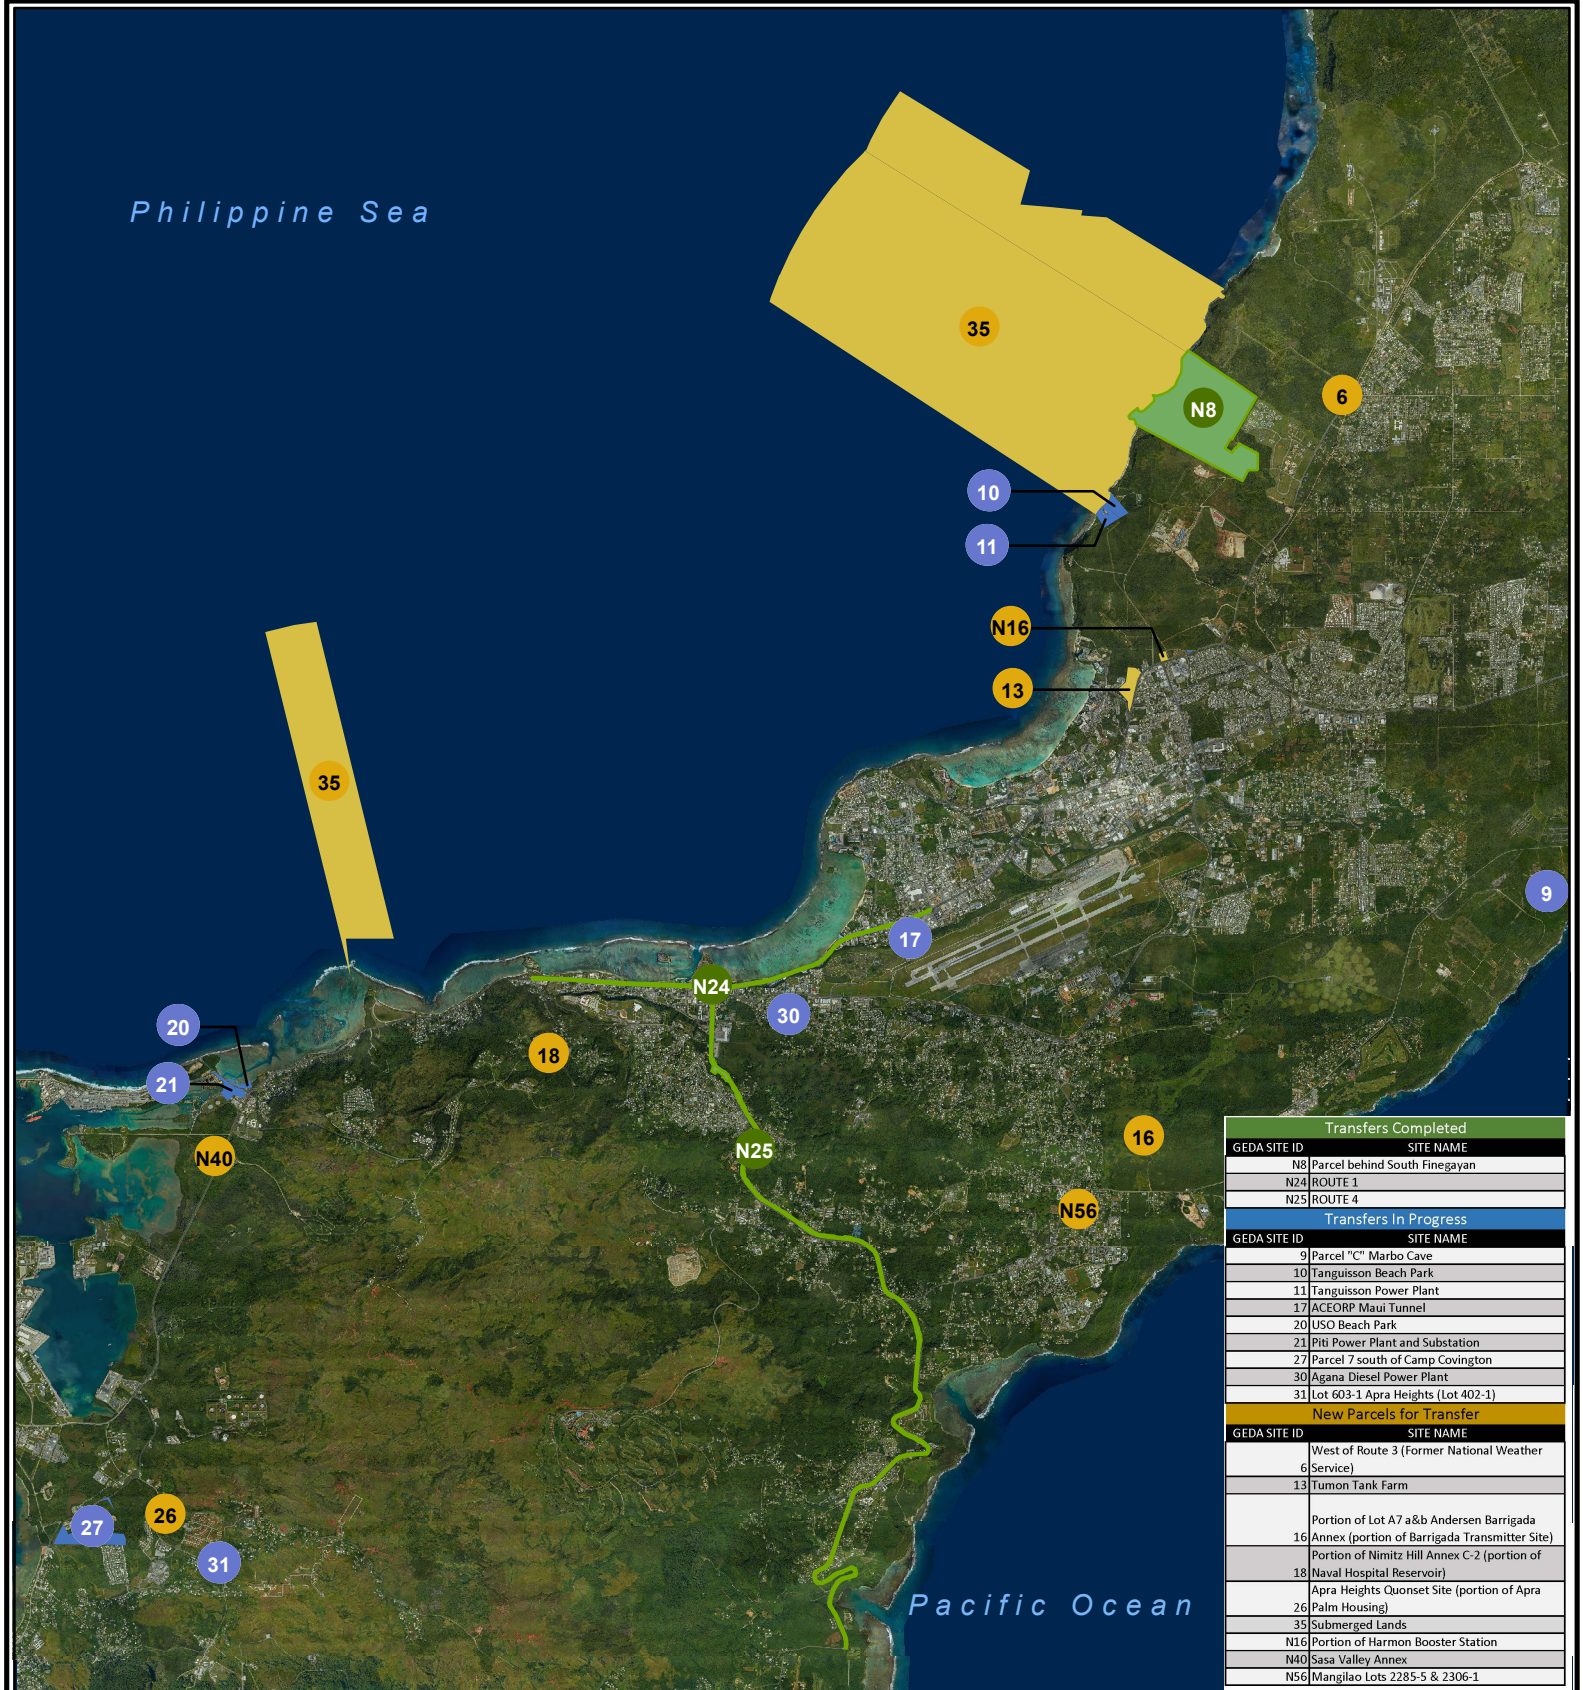 Philippine Sea
35
N8
6
10
11
N16
13
35
9
17
N24
30
20
18
21
16
N40
N25
N56
26
27
31
Pacific Ocean
Transfers Completed
GEDA SITE ID SITE NAME
N8 Parcel behind South Finegayan
N24 ROUTE 1
N25 ROUTE 4
Transfers In Progress
GEDA SITE ID SITE NAME
9 Parcel "C" Marbo Cave
10 Tanguisson Beach Park
11 Tanguisson Power Plant
17 ACEORP Maui Tunnel
20 USO Beach Park
21 Piti Power Plant and Substation
27 Parcel 7 south of Camp Covington
30 Agana Diesel Power Plant
31 Lot 603-1 Apra Heights (Lot 402-1)
New Parcels for Transfer
GEDA SITE ID SITE NAME
West of Route 3 (Former National Weather
6 Service)
13 Tumon Tank Farm
Portion of Lot A7 a&b Andersen Barrigada
16 Annex (portion of Barrigada Transmitter Site)
Portion of Nimitz Hill Annex C-2 (portion of
18 Naval Hospital Reservoir)
Apra Heights Quonset Site (portion of Apra
26 Palm Housing)
35 Submerged Lands
N16 Portion of Harmon Booster Station
N40 Sasa Valley Annex
N56 Mangilao Lots 2285-5 & 2306-1